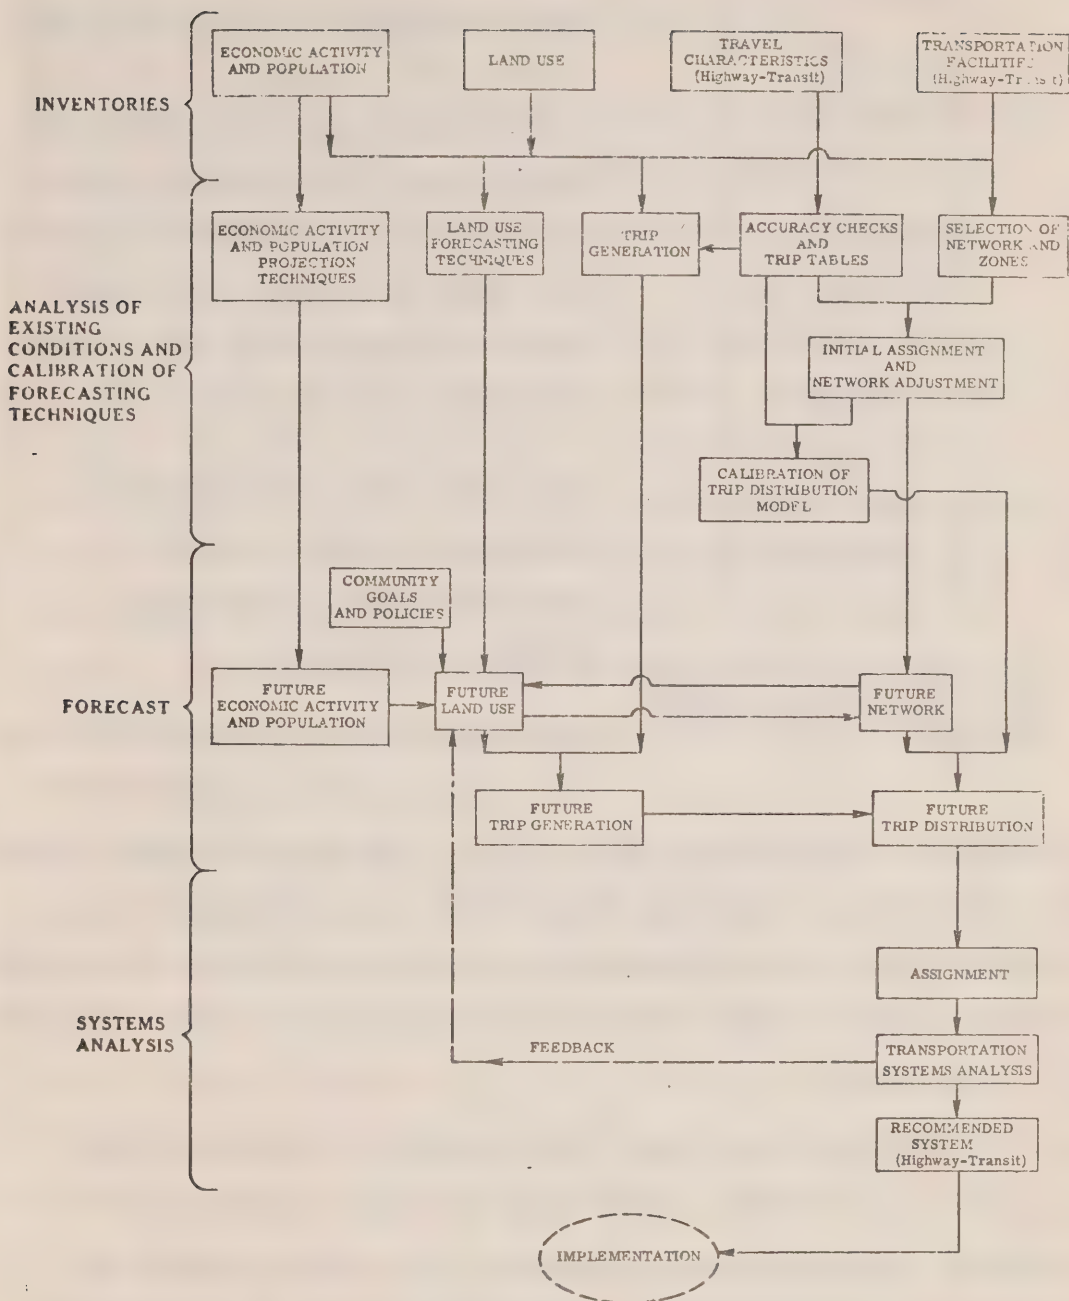 ECONOMIC ACTIVITY
AND POPULATION
LAND USE
TRAVEL
CHARACTERISTICS
(Highway-Transit)
TRANSPORTATION
FACILITIES
(Highway-Transit)
INVENTORIES
ECONOMIC ACTIVITY
AND POPULATION
PROJECTION
TECHNIQUES
LAND USE
FORECASTING
TECHNIQUES
TRIP
GENERATION
ACCURACY CHECKS
AND
TRIP TABLES
SELECTION OF
NETWORK AND
ZONES
ANALYSIS OF
EXISTING
CONDITIONS AND
CALIBRATION OF
FORECASTING
TECHNIQUES
INITIAL ASSIGNMENT
AND
NETWORK ADJUSTMENT
CALIBRATION OF
TRIP DISTRIBUTION
MODEL
COMMUNITY
GOALS
AND POLICIES
FORECAST
FUTURE
ECONOMIC ACTIVITY
AND POPULATION
FUTURE
LAND USE
FUTURE
NETWORK
FUTURE
TRIP GENERATION
FUTURE
TRIP DISTRIBUTION
ASSIGNMENT
SYSTEMS
ANALYSIS
FEEDBACK
TRANSPORTATION
SYSTEMS ANALYSIS
RECOMMENDED
SYSTEM
(Highway-Transit)
IMPLEMENTATION